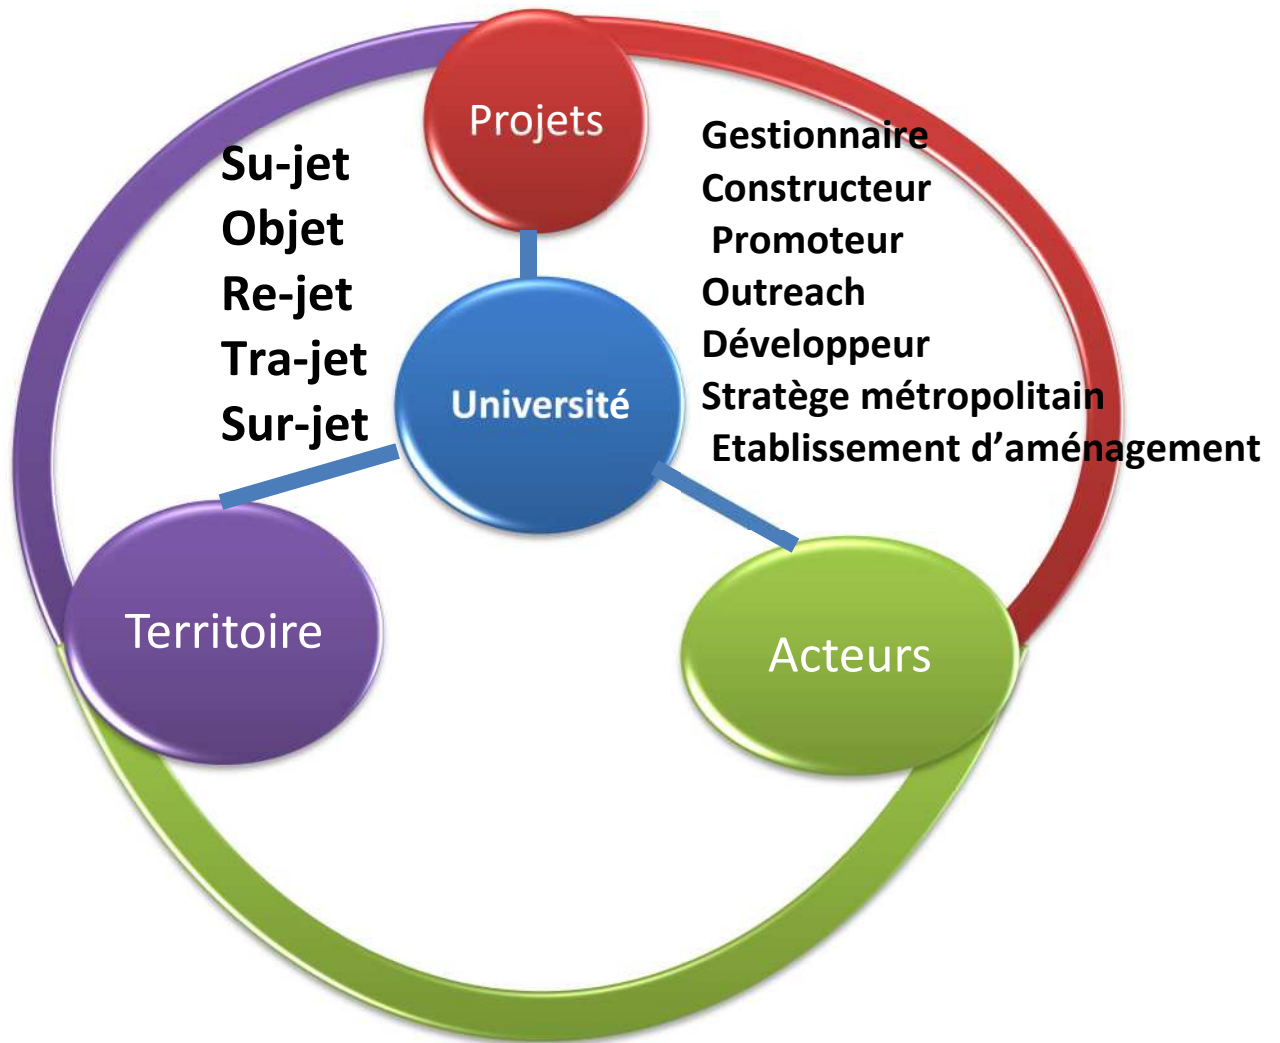 Projets
Su-jet
Objet
Re-jet
Tra-jet
Sur-jet
Gestionnaire
Constructeur
Promoteur
Outreach
Développeur
Stratège métropolitain
Etablissement d’aménagement
Université
Territoire
Acteurs